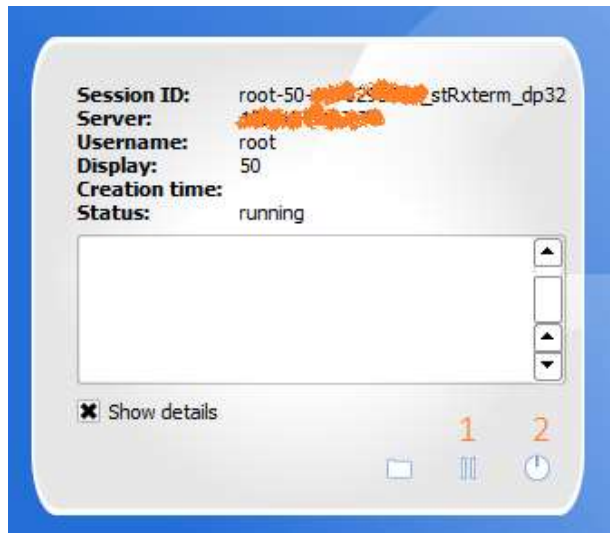 Session ID: root-50- _stRxterm_dp32
Server:
Username: root
Display: 50
Creation time:
Status: running
Show details
1 2